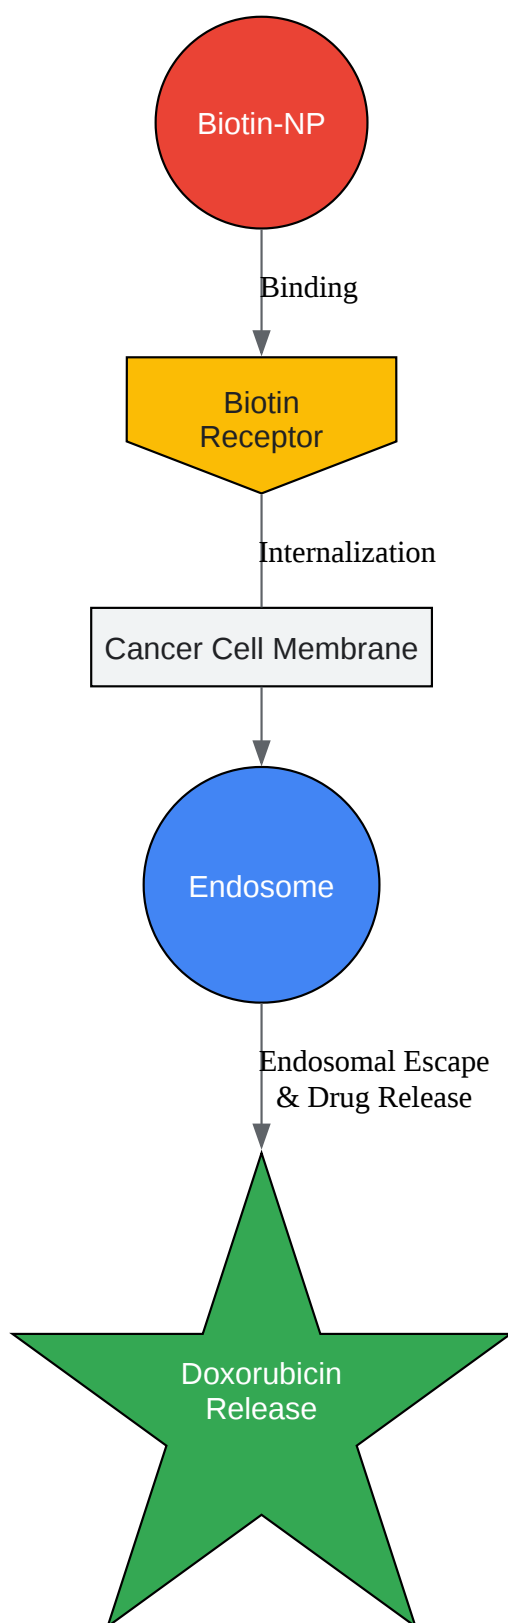 Biotin-NP
Binding
Biotin
Receptor
Internalization
Cancer Cell Membrane
Endosome
Endosomal Escape
& Drug Release
Doxorubicin
Release